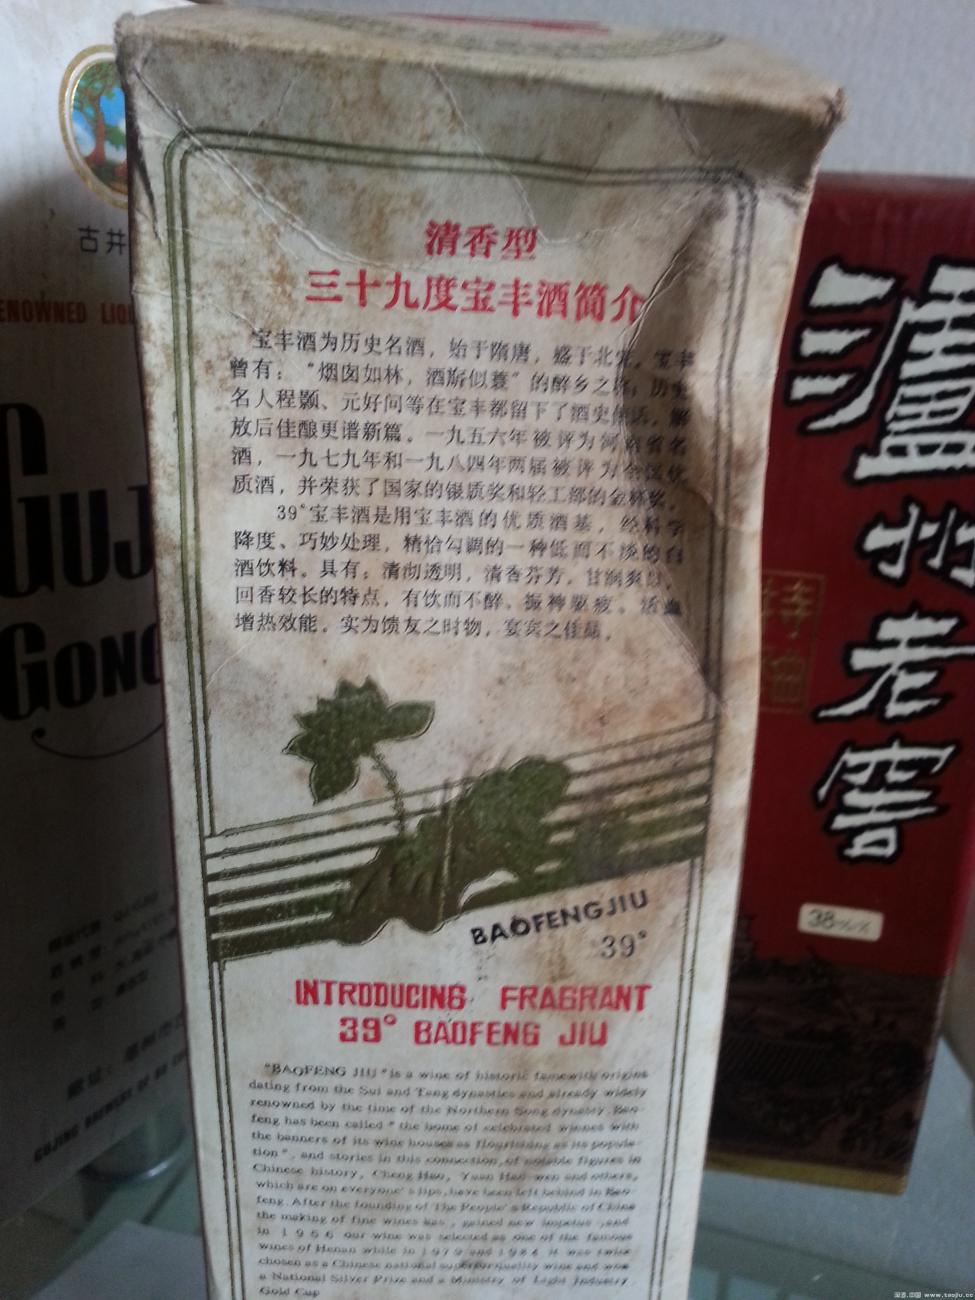 清香型
三十九度宝丰酒简介
宝丰酒为历史名酒，始于隋唐，盛于北宋。宝丰
曾有：“烟囱如林，酒旂似蓑”的醉乡之称；历史
名人程颢、元好问等在宝丰都留下了酒史佳话。解
放后佳酿更谱新篇。一九五六年被评为河南省名
酒，一九七九年和一九八四年两届被评为全国优
质酒，并荣获了国家的银质奖和轻工部的金杯奖。
39°宝丰酒是用宝丰酒的优质酒基，经科学
降度、巧妙处理，精恰勾调的一种低而不淡的白
酒饮料。具有：清彻透明，清香芬芳，甘润爽口、
回香较长的特点，有饮而不醉、振神驱疲、活血
增热效能。实为馈友之时物，宴宾之佳
BAOFENGJIU
39°
INTRODUCING FRAGRANT
39° BAOFENG JIU
"BAOFENG JIU" is a wine of historic famewith origins
dating from the Sui and Tang dynasties and already widely
renowned by the time of the Northern Song dynasty. Bao-
feng has been called "the home of celebrated winnes with
the banners of its wine houses as flourishing as its popula-
tion", and stories in this connection, of notable figures in
Chinese history, Cheng Hao, Yuan Hao-wen and others,
which are on everyone's lips, have been left behind in Bao-
feng. After the founding of The People's Republic of China
the making of fine wines has, gained new impetus, and
in 1956 our wine was selected as one of the famous
wines of Henan while in 1979 and 1984 it was twice
chosen as a Chinese national superior quality wine and won
a National Silver Prize and a Ministry of Light Industry
Gold Cup
古井
ENOWNED LIQ
GUJ
GONG
瀘州老窖
38%
www.taojiu.cc